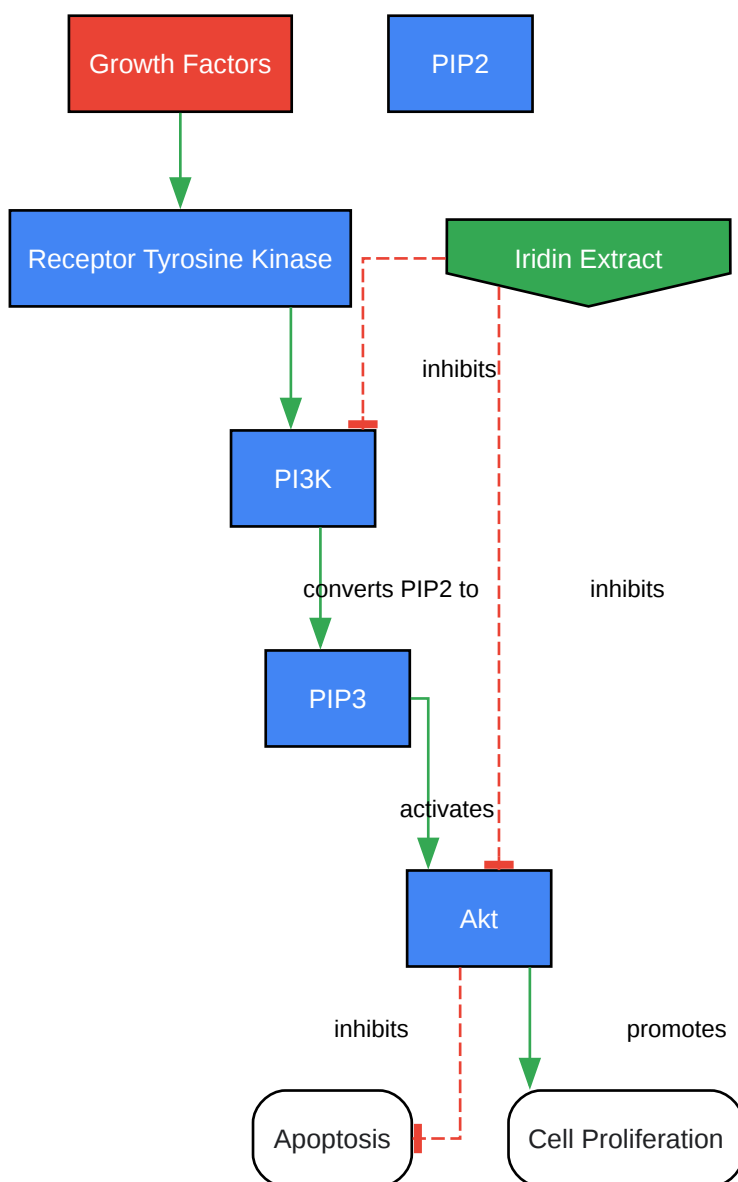 Growth Factors
PIP2
Receptor Tyrosine Kinase
Iridin Extract
inhibits
PI3K
converts PIP2 to
inhibits
PIP3
activates
Akt
inhibits
promotes
Apoptosis
Cell Proliferation